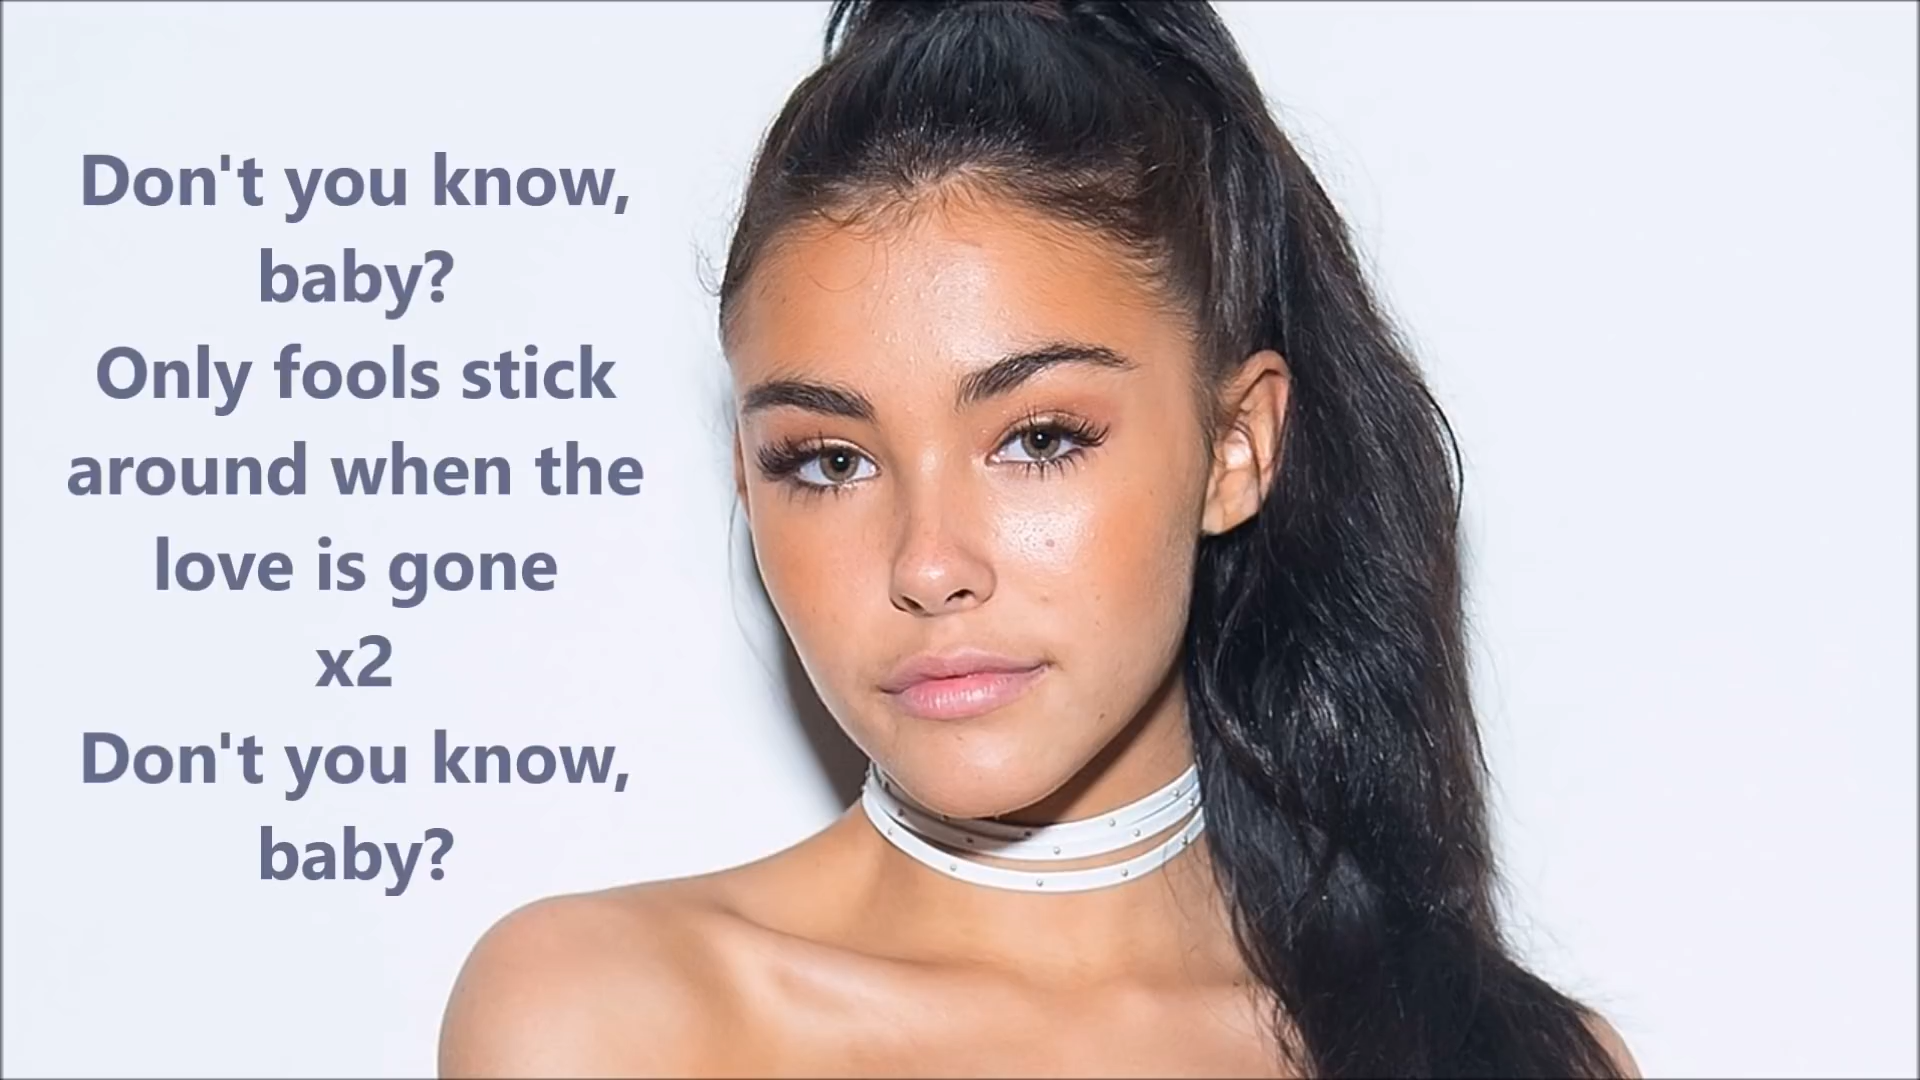 Don't you know,
baby?
Only fools stick
around when the
love is gone
x2
Don't you know,
baby?